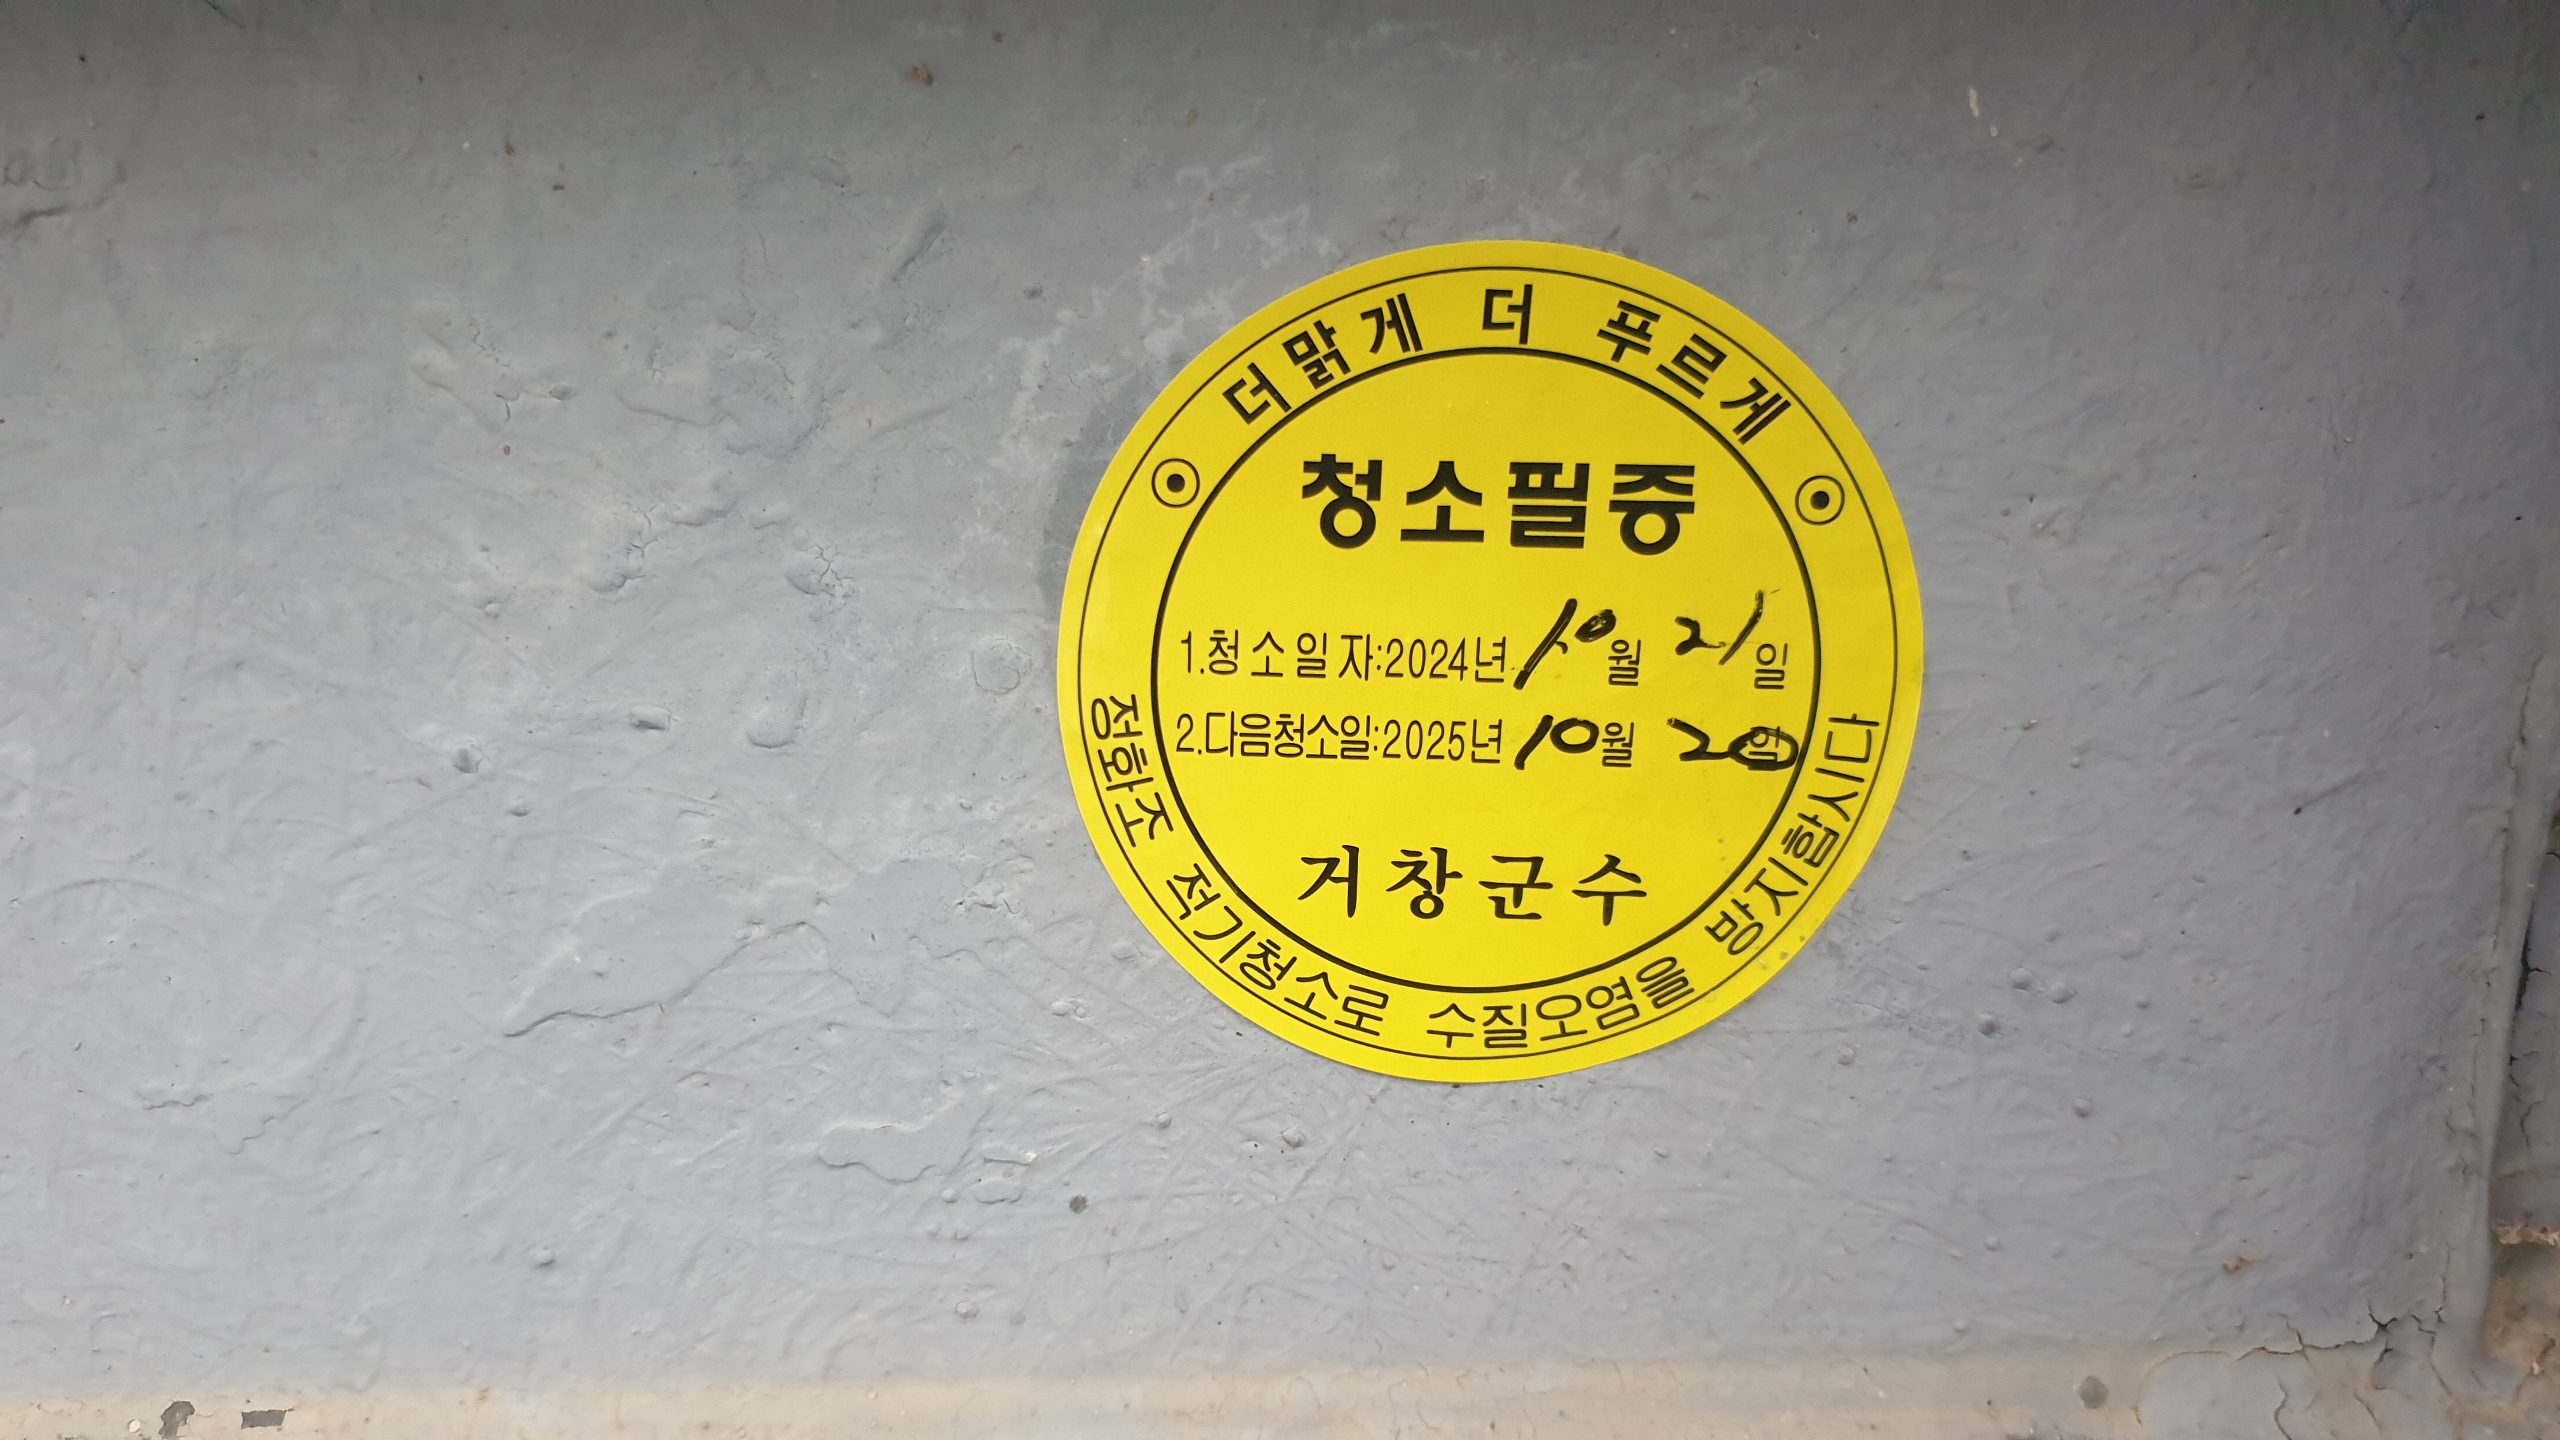 더맑게 더 푸르게
청소필증
1.청소일자:2024년 10월 21일
2.다음청소일:2025년 10월 20일
거창군수
정화조 적기청소로 수질오염을 방지합시다